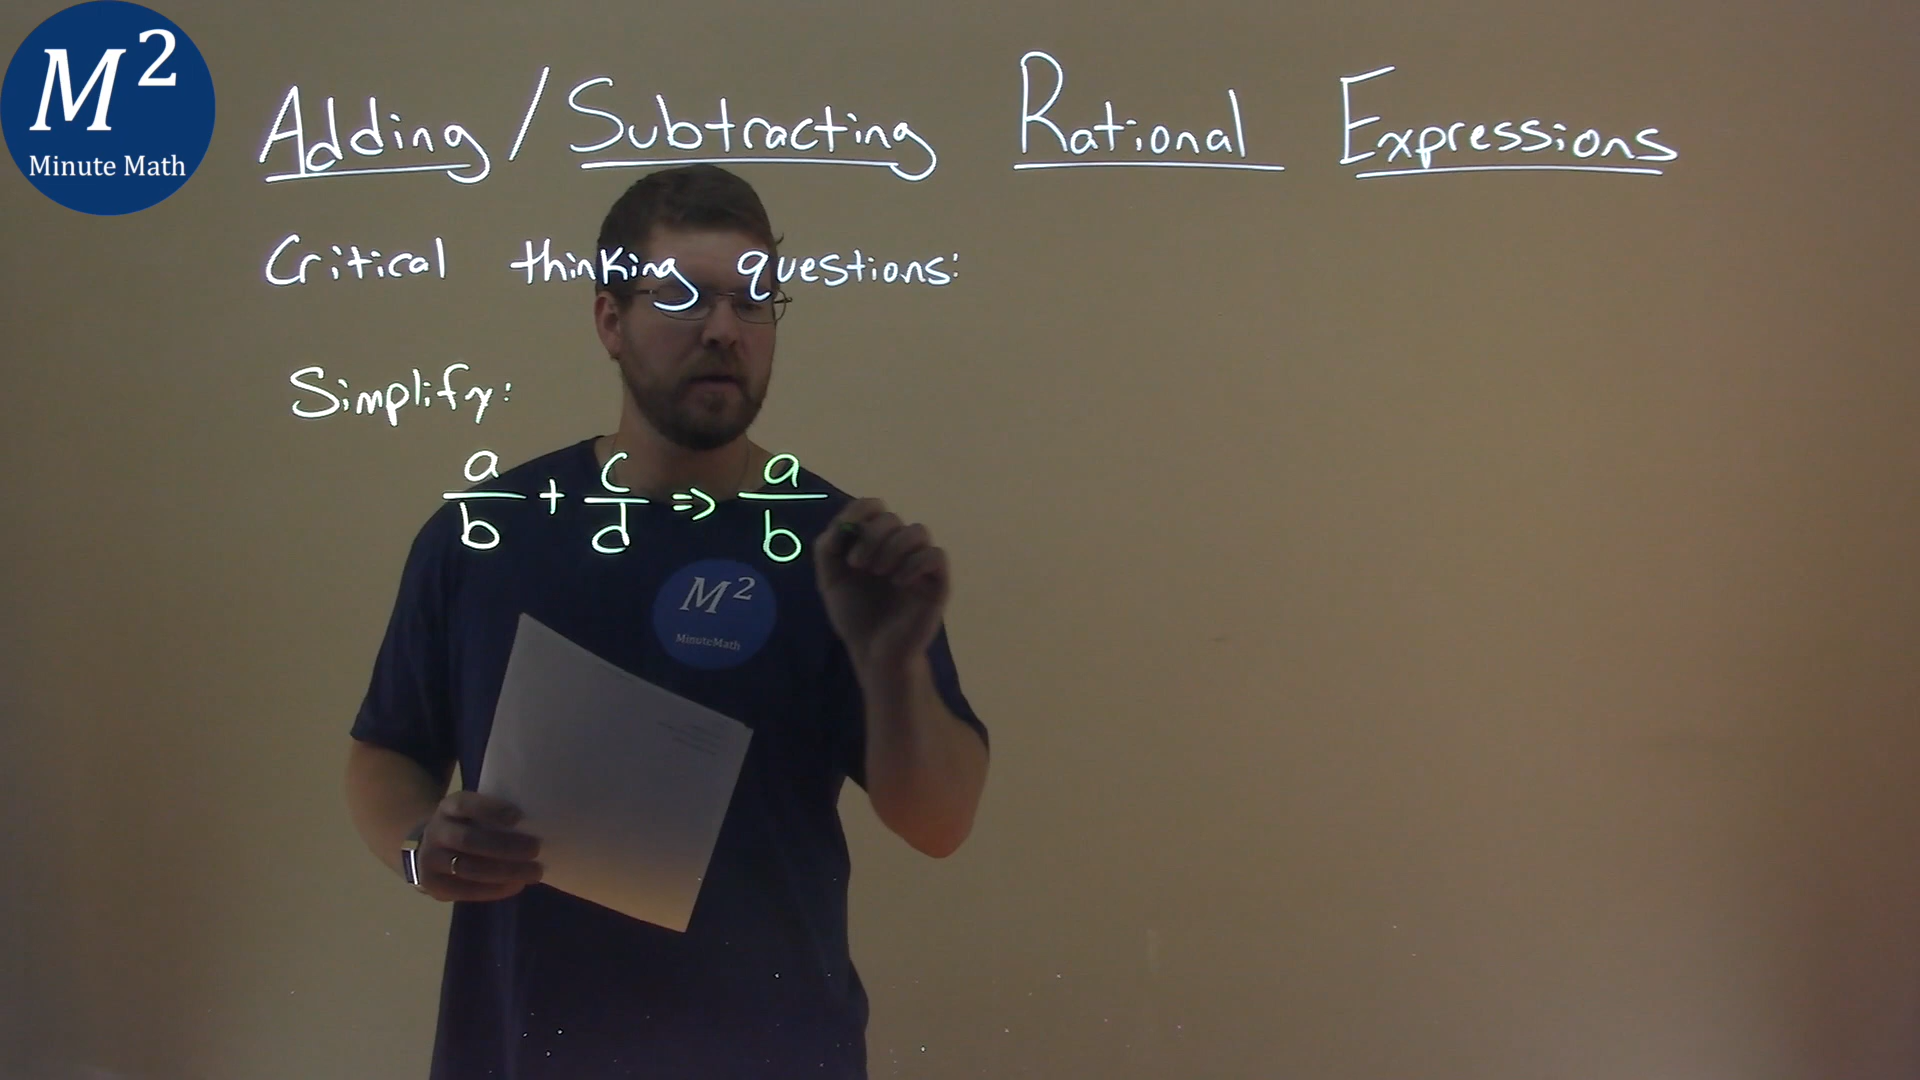 M²
Minute Math
Adding / Subtracting Rational Expressions
Critical thinking questions:
Simplify:
a/b + c/d ⇒ a/b
M²
MinuteMath